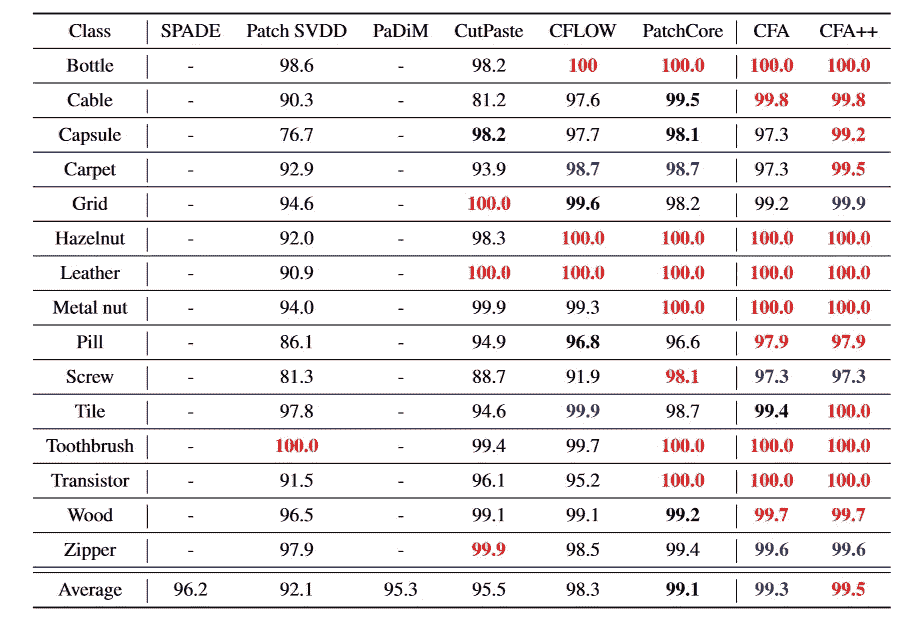 Class SPADE Patch SVDD PaDiM CutPaste CFLOW PatchCore CFA CFA++
Bottle - 98.6 - 98.2 100 100.0 100.0 100.0
Cable - 90.3 - 81.2 97.6 99.5 99.8 99.8
Capsule - 76.7 - 98.2 97.7 98.1 97.3 99.2
Carpet - 92.9 - 93.9 98.7 98.7 97.3 99.5
Grid - 94.6 - 100.0 99.6 98.2 99.2 99.9
Hazelnut - 92.0 - 98.3 100.0 100.0 100.0 100.0
Leather - 90.9 - 100.0 100.0 100.0 100.0 100.0
Metal nut - 94.0 - 99.9 99.3 100.0 100.0 100.0
Pill - 86.1 - 94.9 96.8 96.6 97.9 97.9
Screw - 81.3 - 88.7 91.9 98.1 97.3 97.3
Tile - 97.8 - 94.6 99.9 98.7 99.4 100.0
Toothbrush - 100.0 - 99.4 99.7 100.0 100.0 100.0
Transistor - 91.5 - 96.1 95.2 100.0 100.0 100.0
Wood - 96.5 - 99.1 99.1 99.2 99.7 99.7
Zipper - 97.9 - 99.9 98.5 99.4 99.6 99.6
Average 96.2 92.1 95.3 95.5 98.3 99.1 99.3 99.5